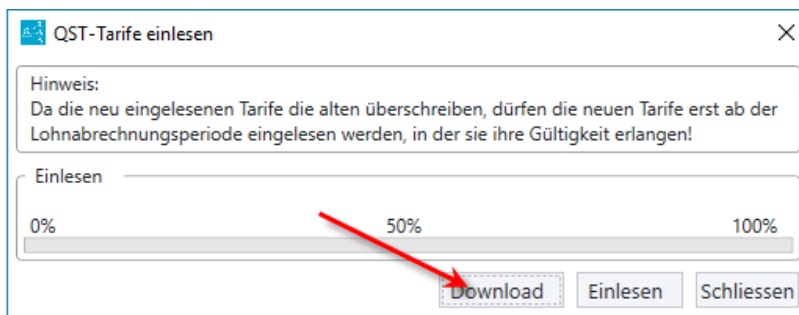 QST-Tarife einlesen
Hinweis:
Da die neu eingelesenen Tarife die alten überschreiben, dürfen die neuen Tarife erst ab der
Lohnabrechnungsperiode eingelesen werden, in der sie ihre Gültigkeit erlangen!
Einlesen
0% 50% 100%
Download Einlesen Schliessen